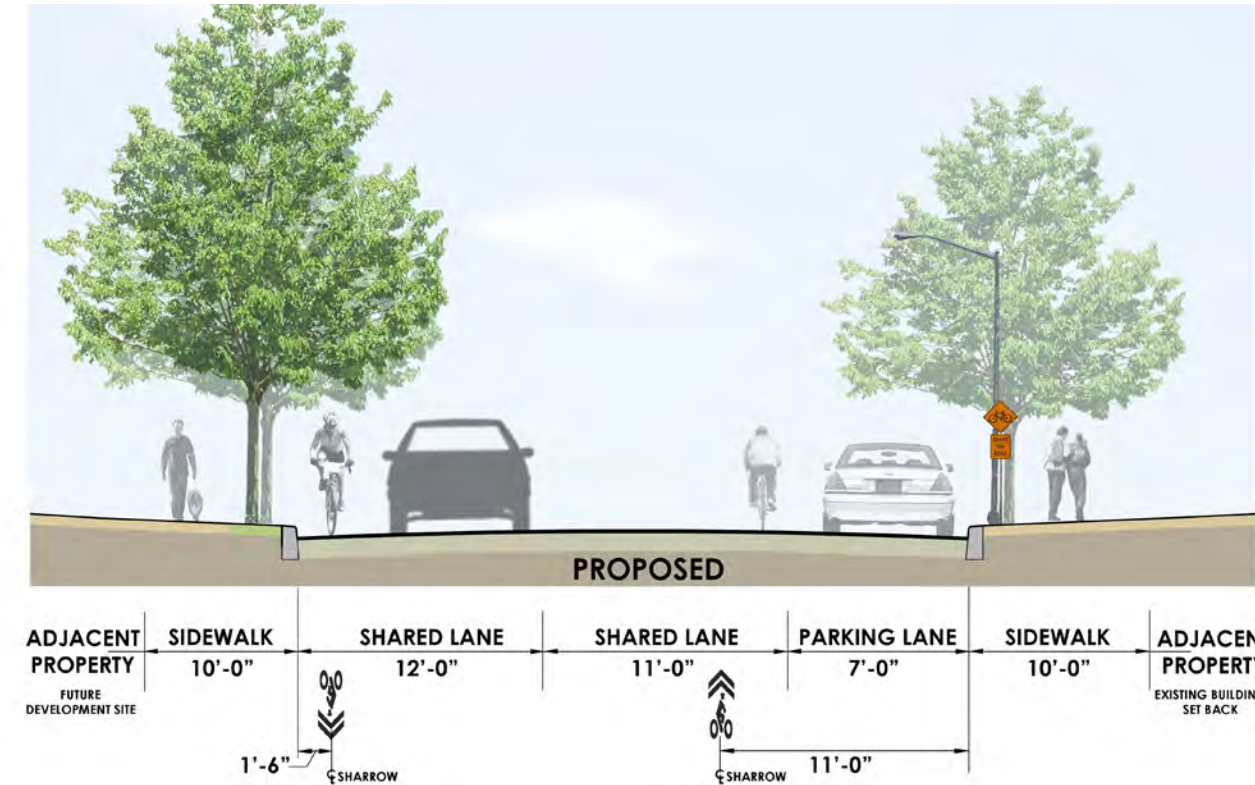 PROPOSED
ADJACENT
PROPERTY
FUTURE
DEVELOPMENT SITE
SIDEWALK
10'-0"
SHARED LANE
12'-0"
SHARED LANE
11'-0"
PARKING LANE
7'-0"
SIDEWALK
10'-0"
ADJACEN
PROPERTY
EXISTING BUILDIN
SET BACK
1'-6"
℄SHARROW
℄SHARROW
11'-0"